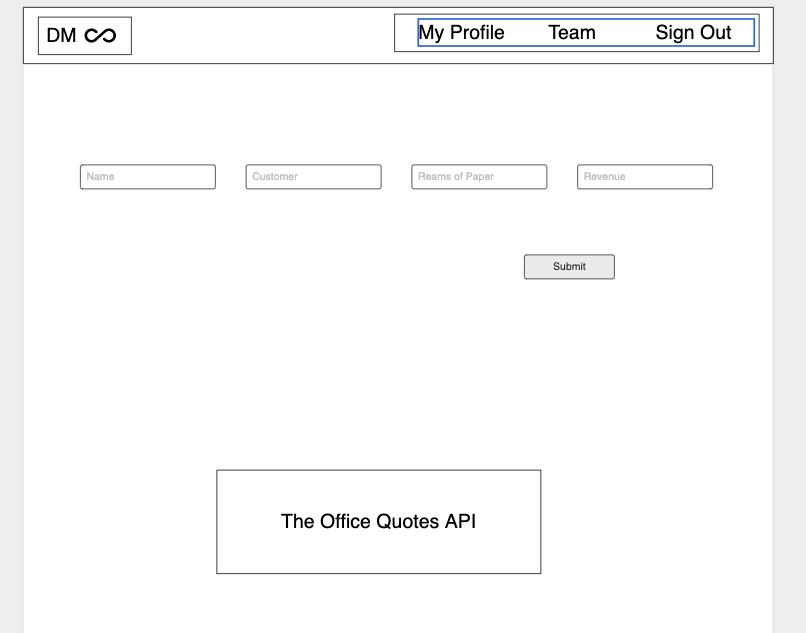 DM ∞
My Profile Team Sign Out
Name Customer Reams of Paper Revenue
Submit
The Office Quotes API